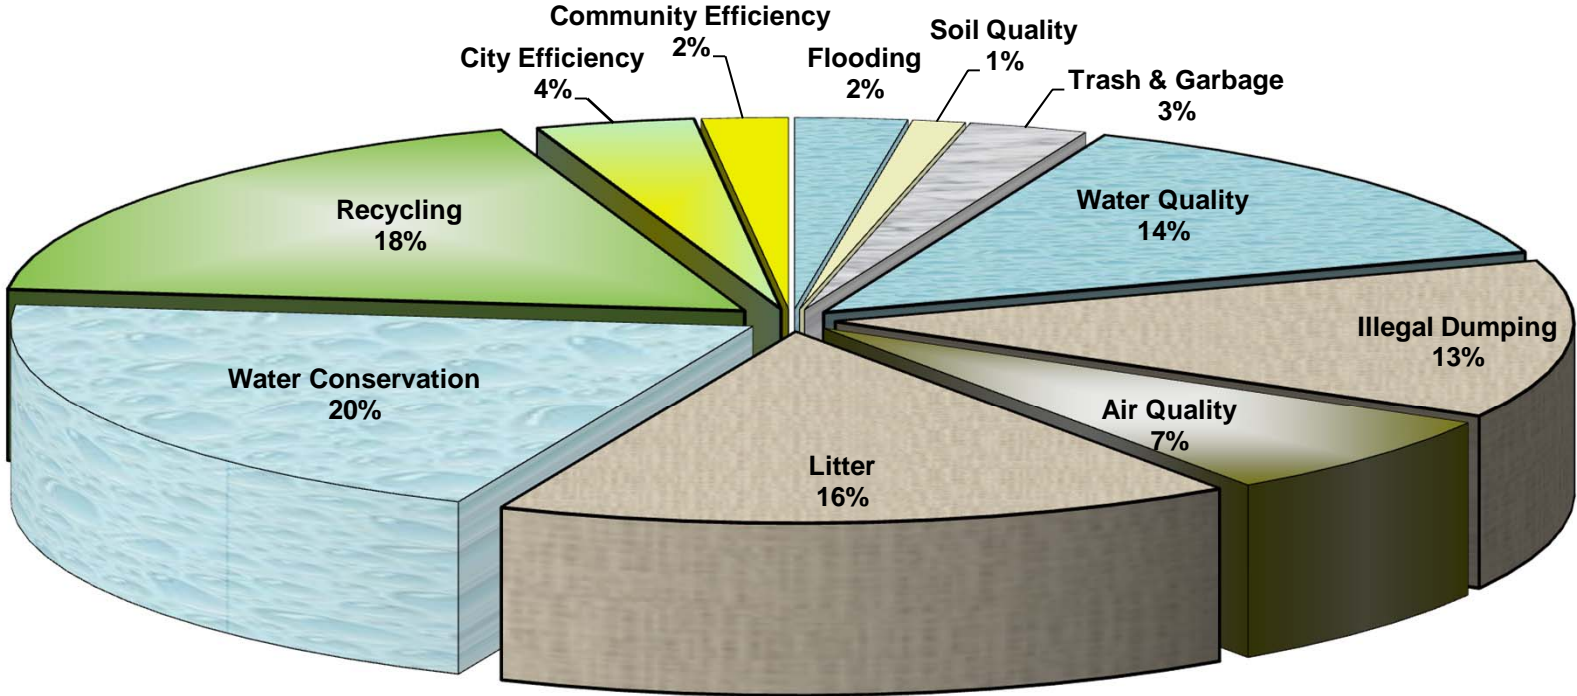 Community Efficiency
2%
City Efficiency
4%
Flooding
2%
Soil Quality
1%
Trash & Garbage
3%
Recycling
18%
Water Quality
14%
Illegal Dumping
13%
Water Conservation
20%
Air Quality
7%
Litter
16%